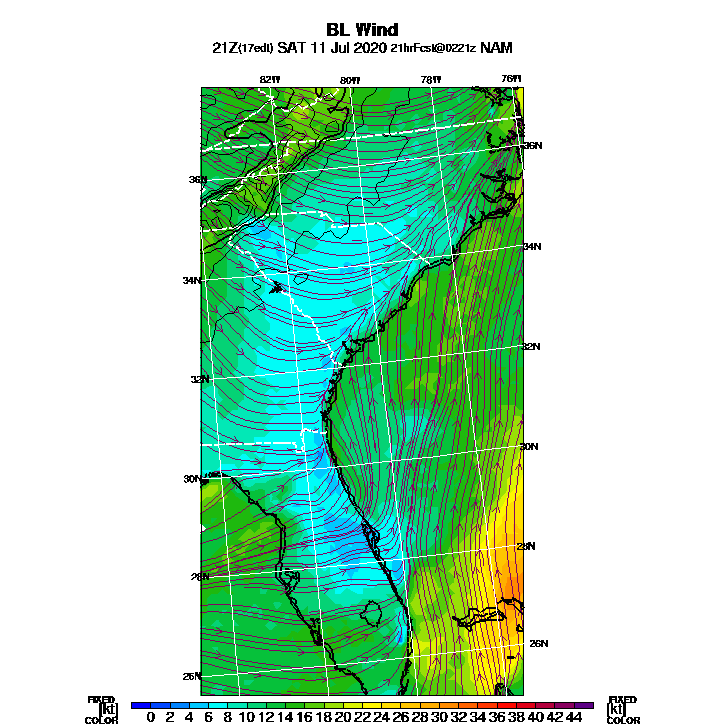 BL Wind
21Z(17edt) SAT 11 Jul 2020 21hrFcst@0221z NAM
82W 80W 78W 76W
36N 36N
34N 34N
32N 32N
30N 30N
28N 28N
26N 26N
FIXED FIXED
[kt] 0 2 4 6 8 10 12 14 16 18 20 22 24 26 28 30 32 34 36 38 40 42 44 [kt]
COLOR COLOR